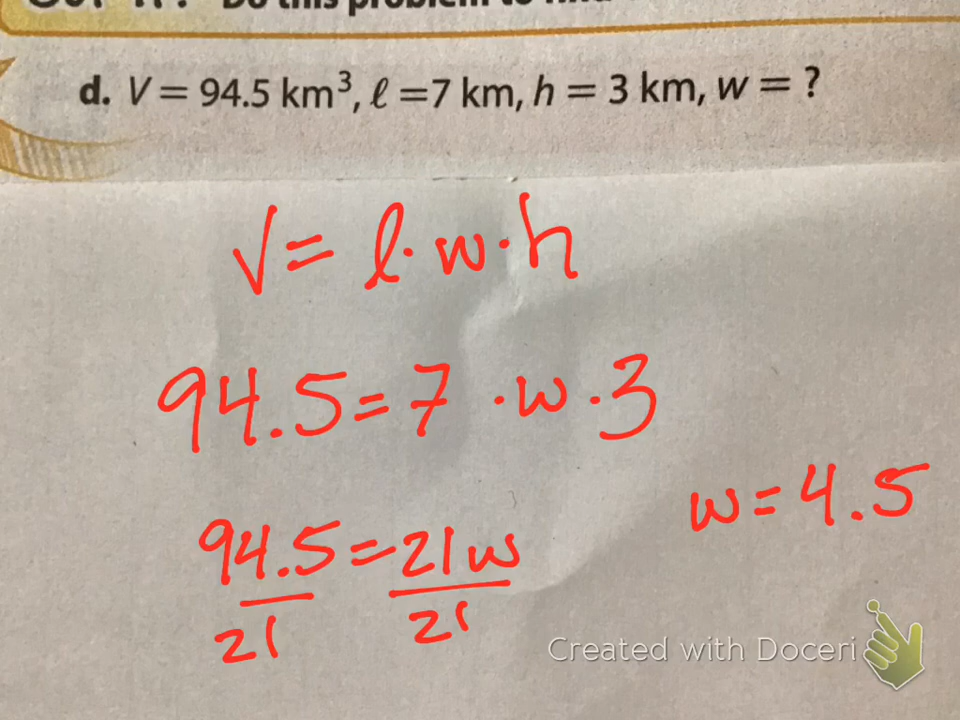 d. V = 94.5 km³, ℓ =7 km, h = 3 km, w = ?
V = l · w · h
94.5 = 7 · w · 3
94.5 = 21w
21 21
w = 4.5
Created with Doceri